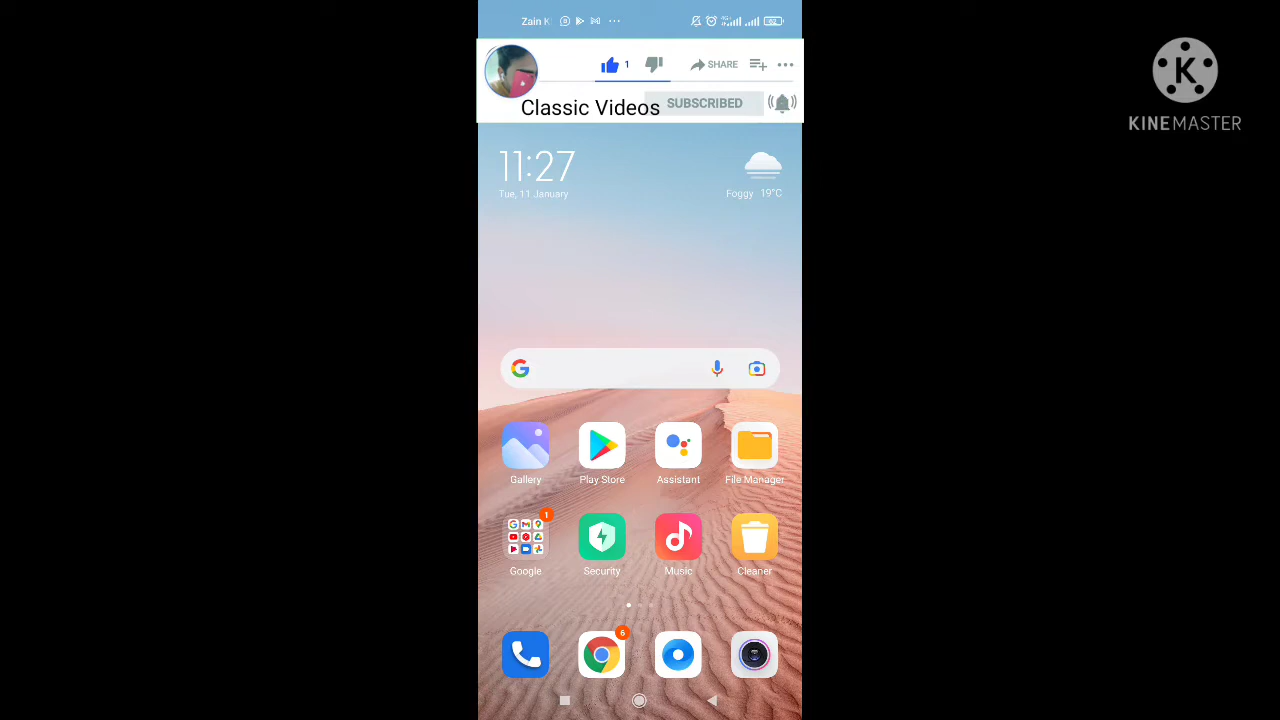 Zain K
1
SHARE
Classic Videos
SUBSCRIBED
KINEMASTER
11:27
Tue, 11 January
Foggy 19°C
Gallery
Play Store
Assistant
File Manager
1
Google
Security
Music
Cleaner
6